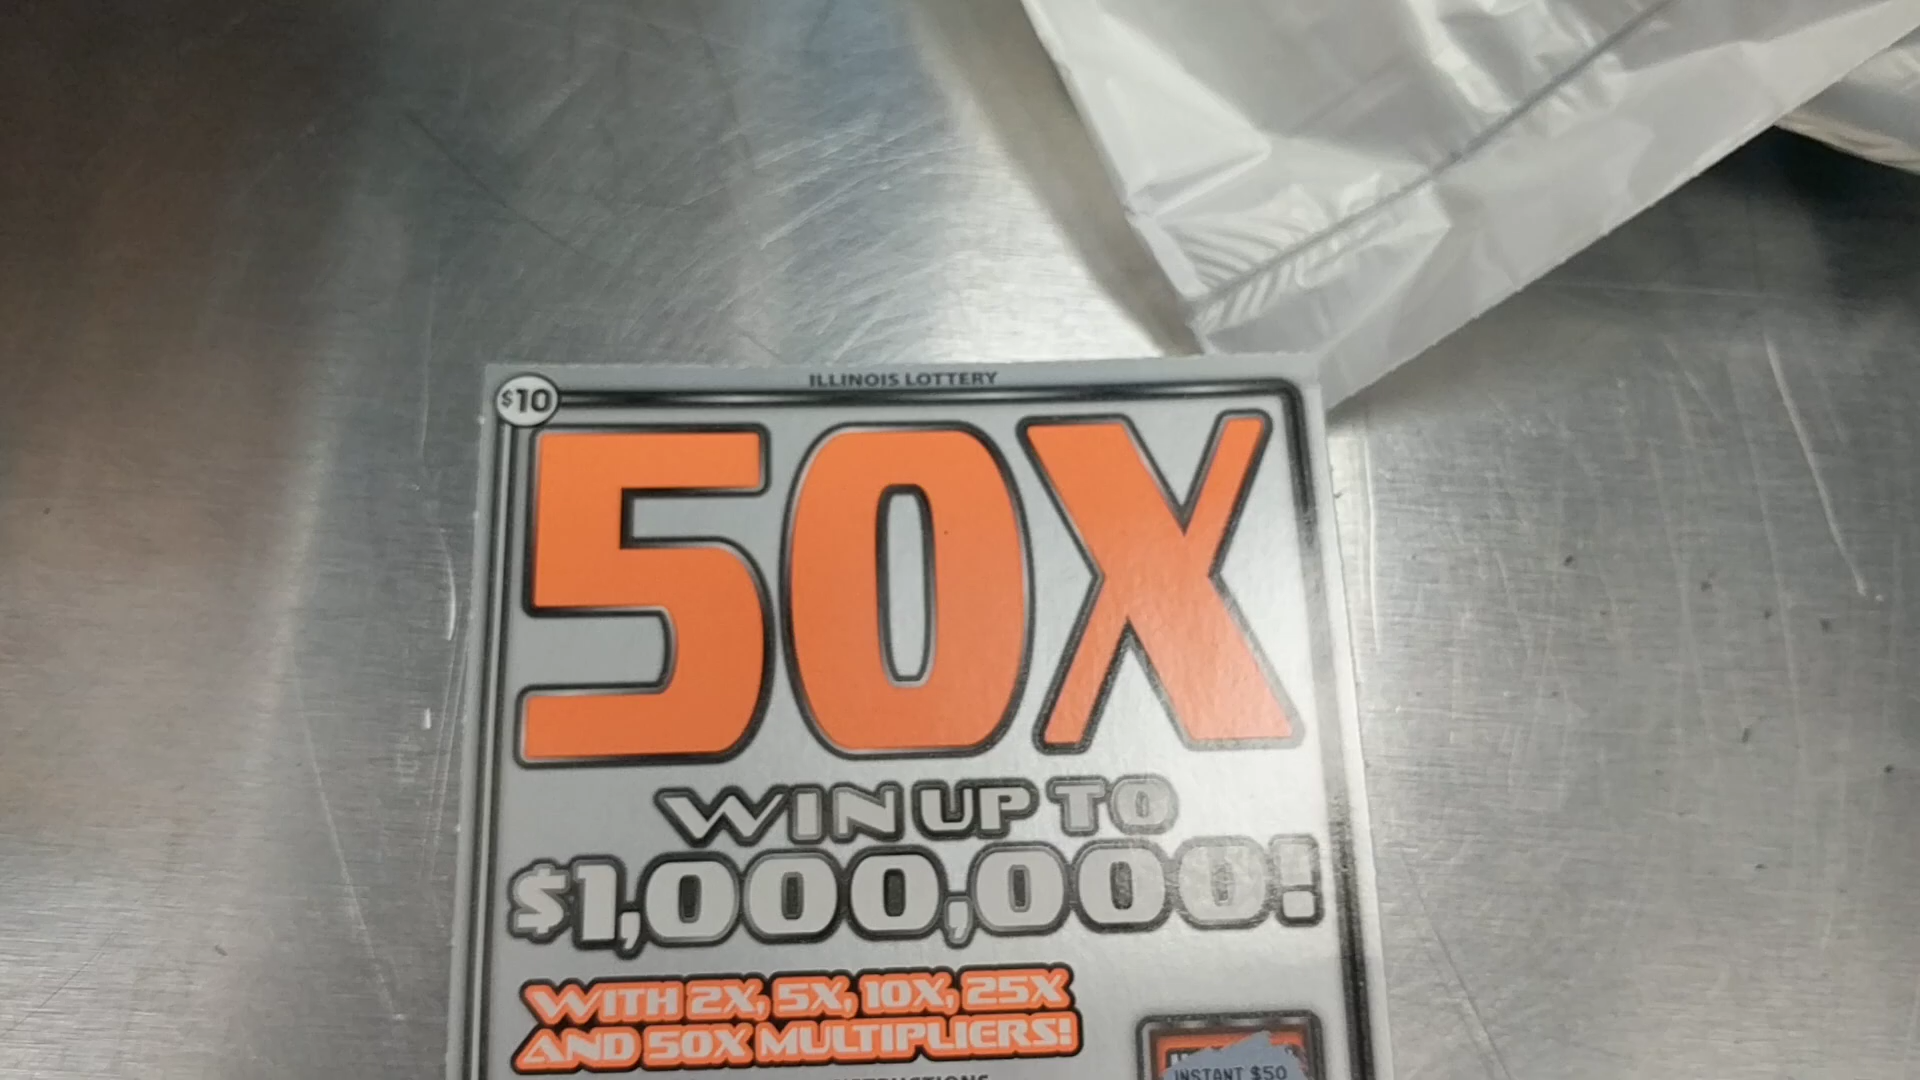 ILLINOIS LOTTERY
$10
50X
WIN UP TO
$1,000,000!
WITH 2X, 5X, 10X, 25X
AND 50X MULTIPLIERS!
INSTANT $50